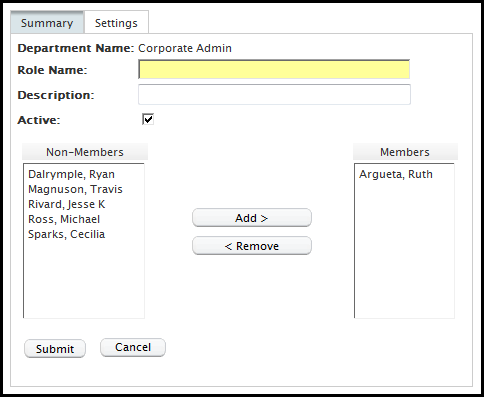 Summary Settings
Department Name: Corporate Admin
Role Name:
Description:
Active:
Non-Members Members
Dalrymple, Ryan Argueta, Ruth
Magnuson, Travis
Rivard, Jesse K
Ross, Michael
Sparks, Cecilia
Add >
< Remove
Submit Cancel